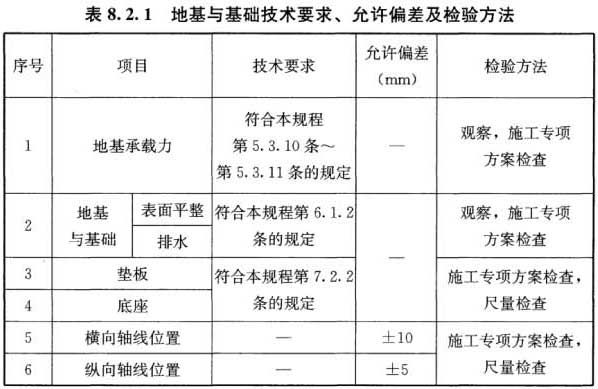 表 8.2.1 地基与基础技术要求、允许偏差及检验方法
序号 项目 技术要求 允许偏差（mm） 检验方法
1 地基承载力 符合本规程第 5.3.10 条～第 5.3.11 条的规定 — 观察，施工专项方案检查
2 地基与基础 表面平整 排水 符合本规程第 6.1.2 条的规定 — 观察，施工专项方案检查
3 垫板 符合本规程第 7.2.2 条的规定 施工专项方案检查，尺量检查
4 底座
5 横向轴线位置 — ±10 施工专项方案检查，尺量检查
6 纵向轴线位置 — ±5